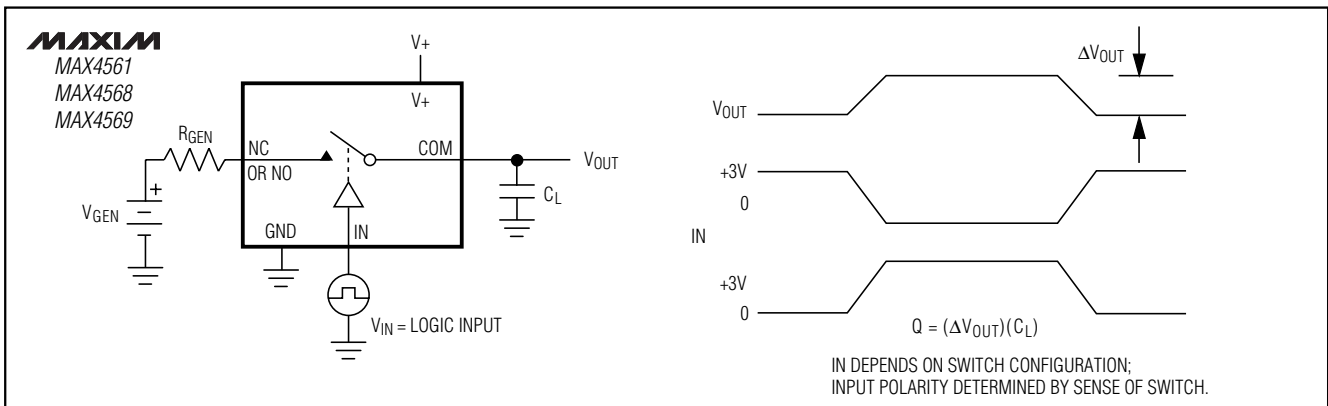 MAXIM
MAX4561
MAX4568
MAX4569
V+
V+
RGEN
NC
OR NO
COM
VOUT
CL
+
VGEN
GND
IN
VIN = LOGIC INPUT
ΔVOUT
VOUT
+3V
0
IN
+3V
0
Q = (ΔVOUT)(CL)
IN DEPENDS ON SWITCH CONFIGURATION;
INPUT POLARITY DETERMINED BY SENSE OF SWITCH.